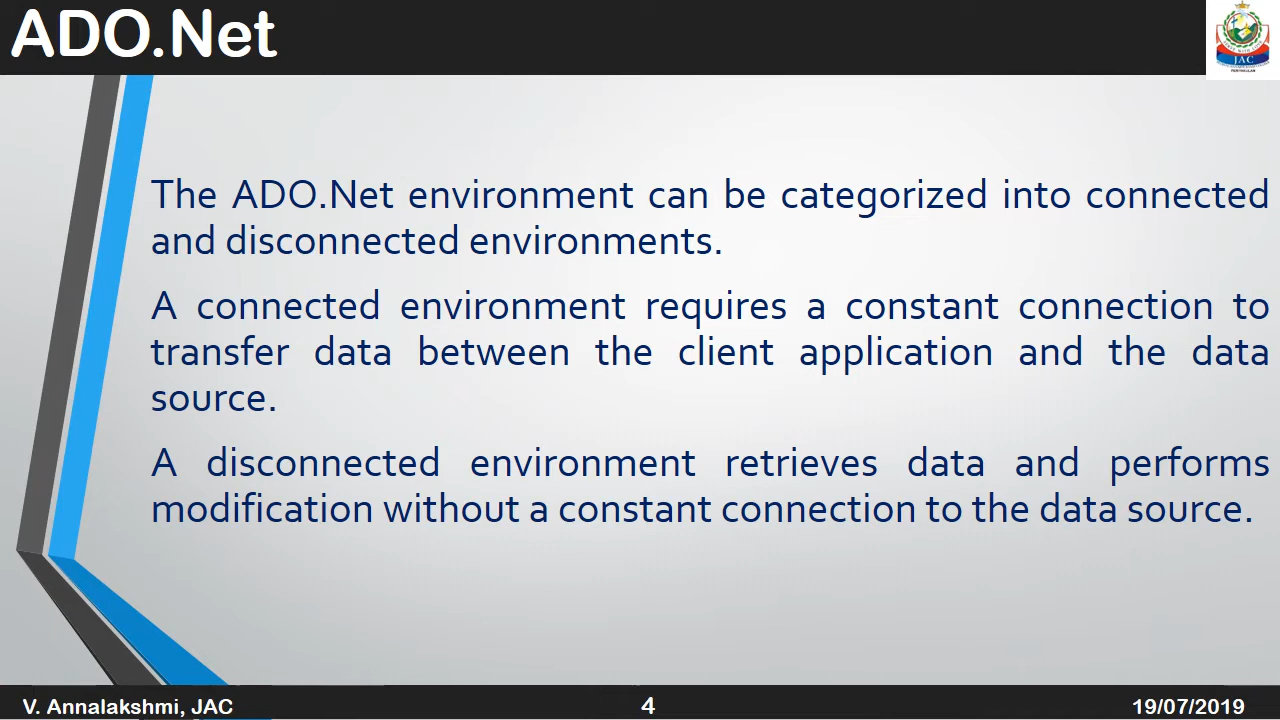 ADO.Net
JAC
The ADO.Net environment can be categorized into connected
and disconnected environments.
A connected environment requires a constant connection to
transfer data between the client application and the data
source.
A disconnected environment retrieves data and performs
modification without a constant connection to the data source.
V. Annalakshmi, JAC
4
19/07/2019